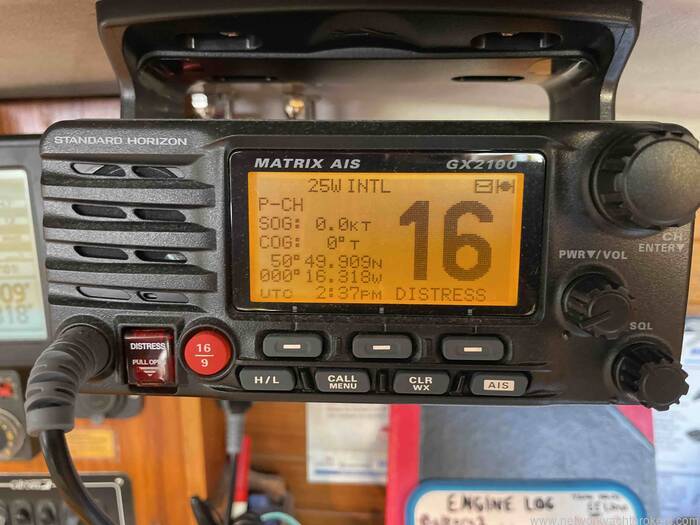 STANDARD HORIZON
MATRIX AIS GX2100
25W INTL
P-CH
16
SOG: 0.0KT
COG: 0°T
50°49.909N
000°16.318W
UTC 2:37PM DISTRESS
CH
ENTER▼
PWR▼/VOL
SQL
DISTRESS
PULL OPEN
16
9
H/L
CALL
MENU
CLR
WX
AIS
09'
318'
ENGINE LOG